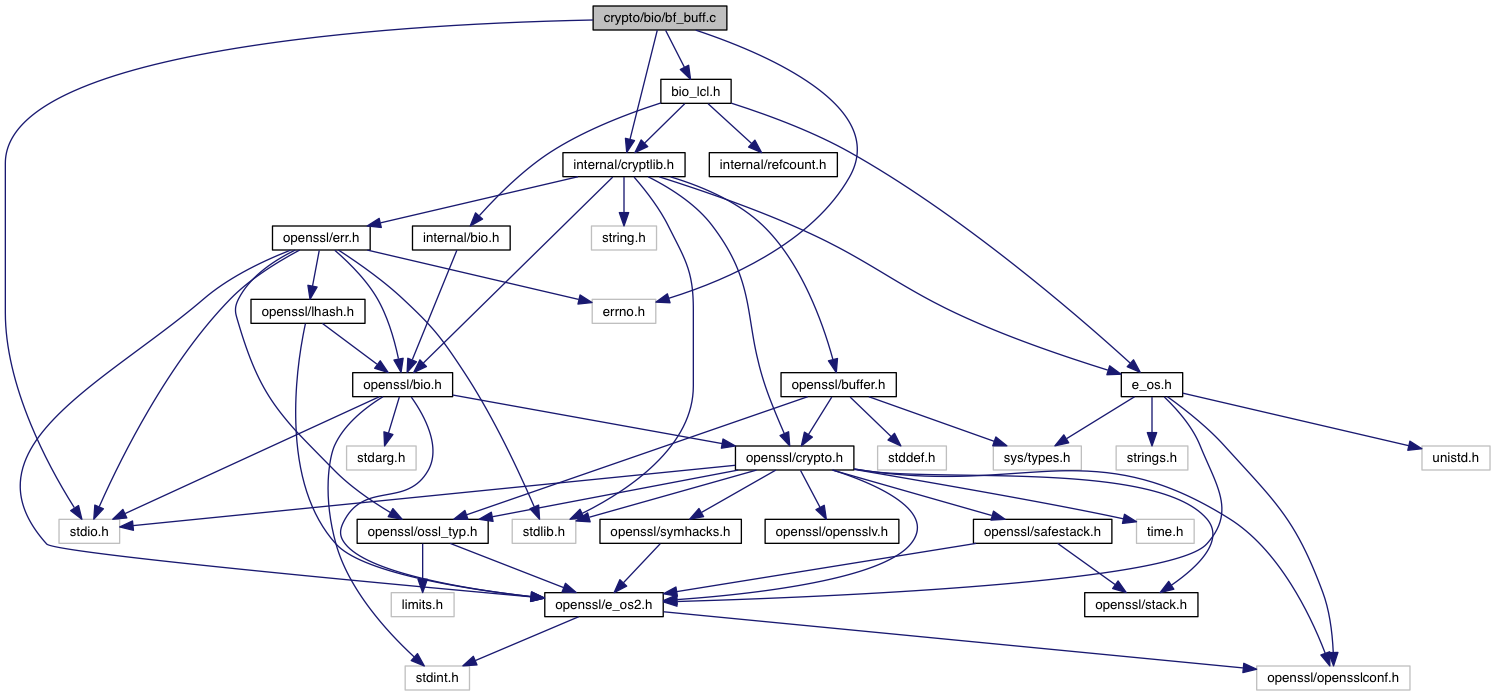 crypto/bio/bf_buff.c
bio_lcl.h
internal/cryptlib.h
internal/refcount.h
openssl/err.h
internal/bio.h
string.h
openssl/lhash.h
errno.h
openssl/bio.h
openssl/buffer.h
e_os.h
stdarg.h
openssl/crypto.h
stddef.h
sys/types.h
strings.h
unistd.h
stdio.h
openssl/ossl_typ.h
stdlib.h
openssl/symhacks.h
openssl/opensslv.h
openssl/safestack.h
time.h
limits.h
openssl/e_os2.h
openssl/stack.h
stdint.h
openssl/opensslconf.h